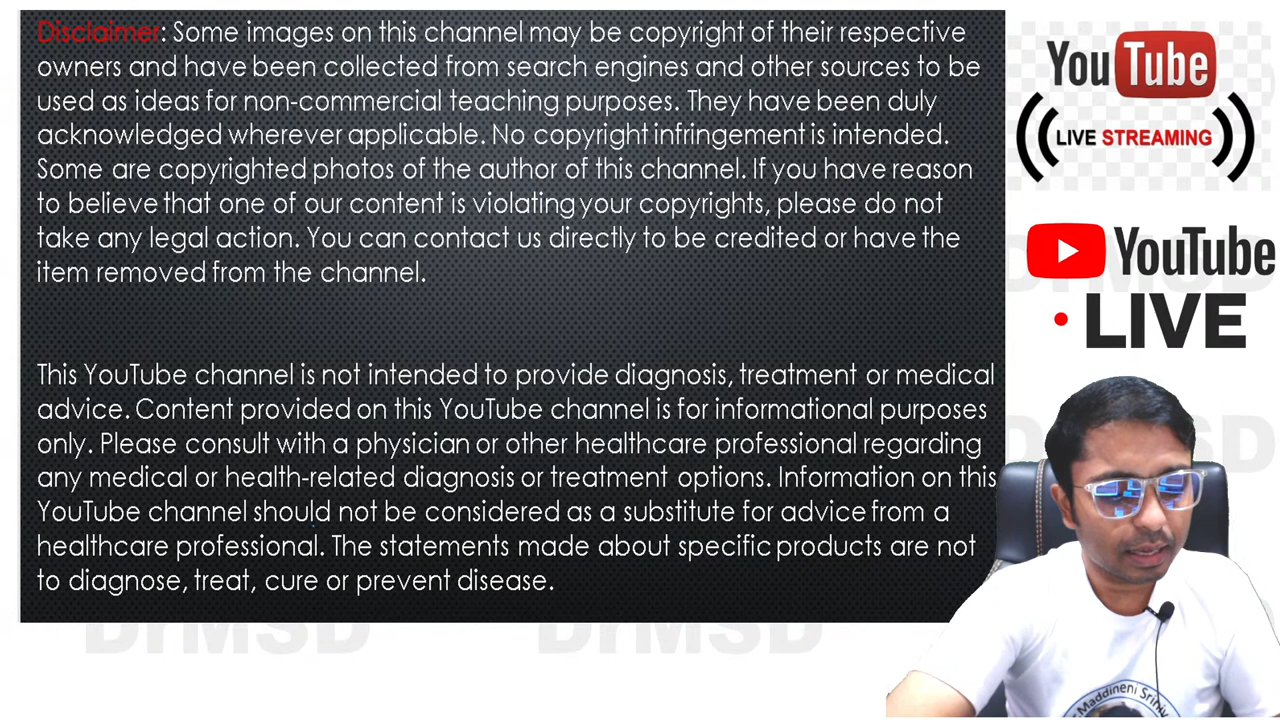 Disclaimer: Some images on this channel may be copyright of their respective
owners and have been collected from search engines and other sources to be
used as ideas for non-commercial teaching purposes. They have been duly
acknowledged wherever applicable. No copyright infringement is intended.
Some are copyrighted photos of the author of this channel. If you have reason
to believe that one of our content is violating your copyrights, please do not
take any legal action. You can contact us directly to be credited or have the
item removed from the channel.
This YouTube channel is not intended to provide diagnosis, treatment or medical
advice. Content provided on this YouTube channel is for informational purposes
only. Please consult with a physician or other healthcare professional regarding
any medical or health-related diagnosis or treatment options. Information on this
YouTube channel should not be considered as a substitute for advice from a
healthcare professional. The statements made about specific products are not
to diagnose, treat, cure or prevent disease.
YouTube
LIVE STREAMING
YouTube
LIVE
DrMSD
DrMSD
Maddineni